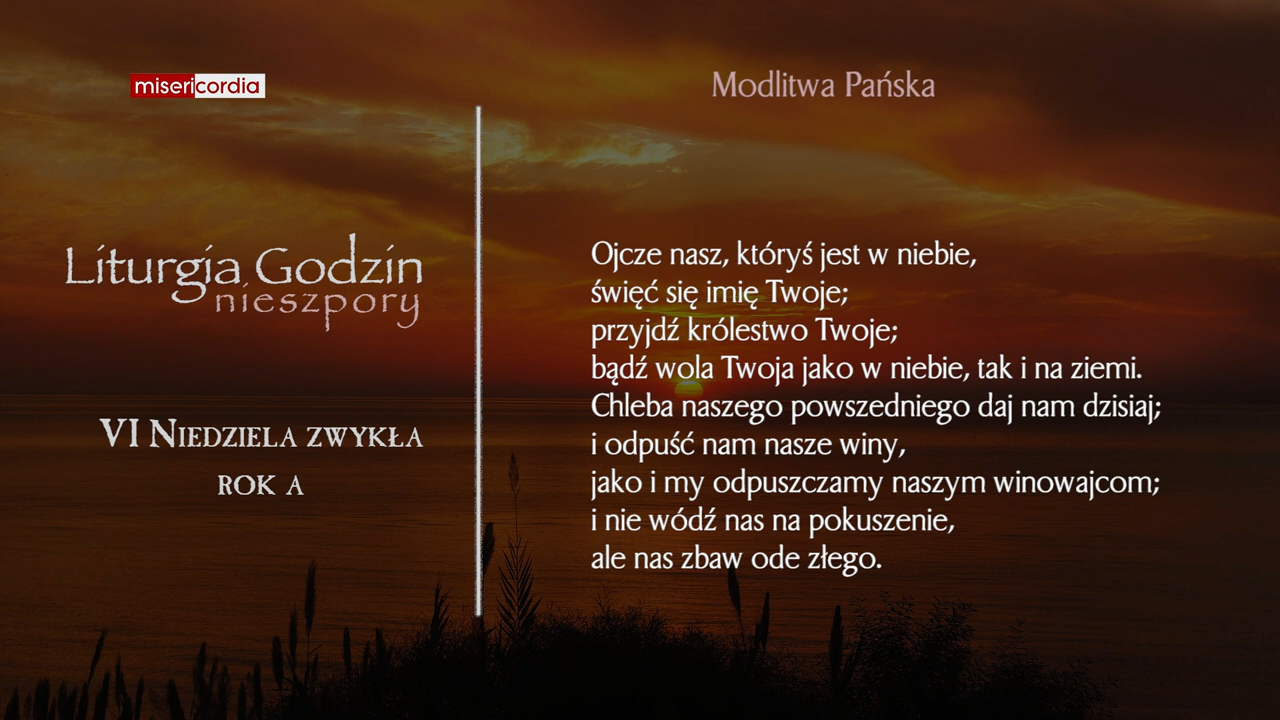 misericordia
Liturgia Godzin
nieszpory
VI Niedziela zwykła
rok A
Modlitwa Pańska
Ojcze nasz, któryś jest w niebie,
święć się imię Twoje;
przyjdź królestwo Twoje;
bądź wola Twoja jako w niebie, tak i na ziemi.
Chleba naszego powszedniego daj nam dzisiaj;
i odpuść nam nasze winy,
jako i my odpuszczamy naszym winowajcom;
i nie wódź nas na pokuszenie,
ale nas zbaw ode złego.